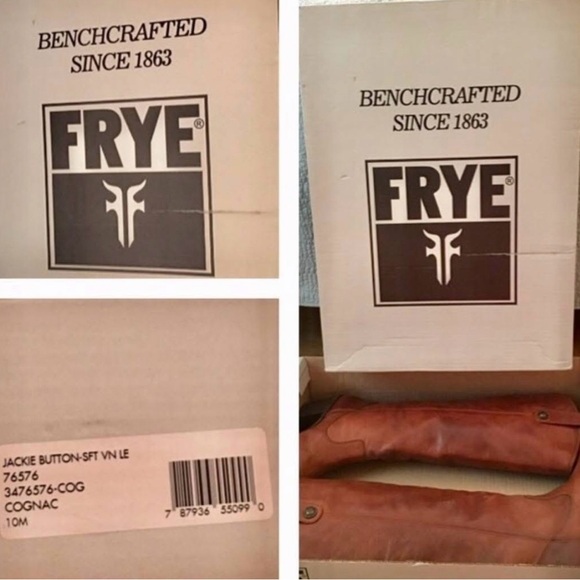 BENCHCRAFTED
SINCE 1863
FRYE®
JACKIE BUTTON-SFT VN LE
76576
3476576-COG
COGNAC
10M
7 87936 55099 0
BENCHCRAFTED
SINCE 1863
FRYE®